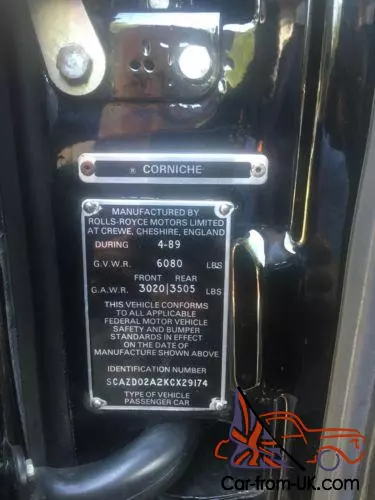 ® CORNICHE
MANUFACTURED BY
ROLLS-ROYCE MOTORS LIMITED
AT CREWE, CHESHIRE, ENGLAND
DURING 4-89
G.V.W.R. 6080 LBS
FRONT REAR
G.A.W.R. 3020|3505 LBS
THIS VEHICLE CONFORMS
TO ALL APPLICABLE
FEDERAL MOTOR VEHICLE
SAFETY AND BUMPER
STANDARDS IN EFFECT
ON THE DATE OF
MANUFACTURE SHOWN ABOVE
IDENTIFICATION NUMBER
SCAZD02A2KCX29174
TYPE OF VEHICLE
PASSENGER CAR
Car-from-UK.com